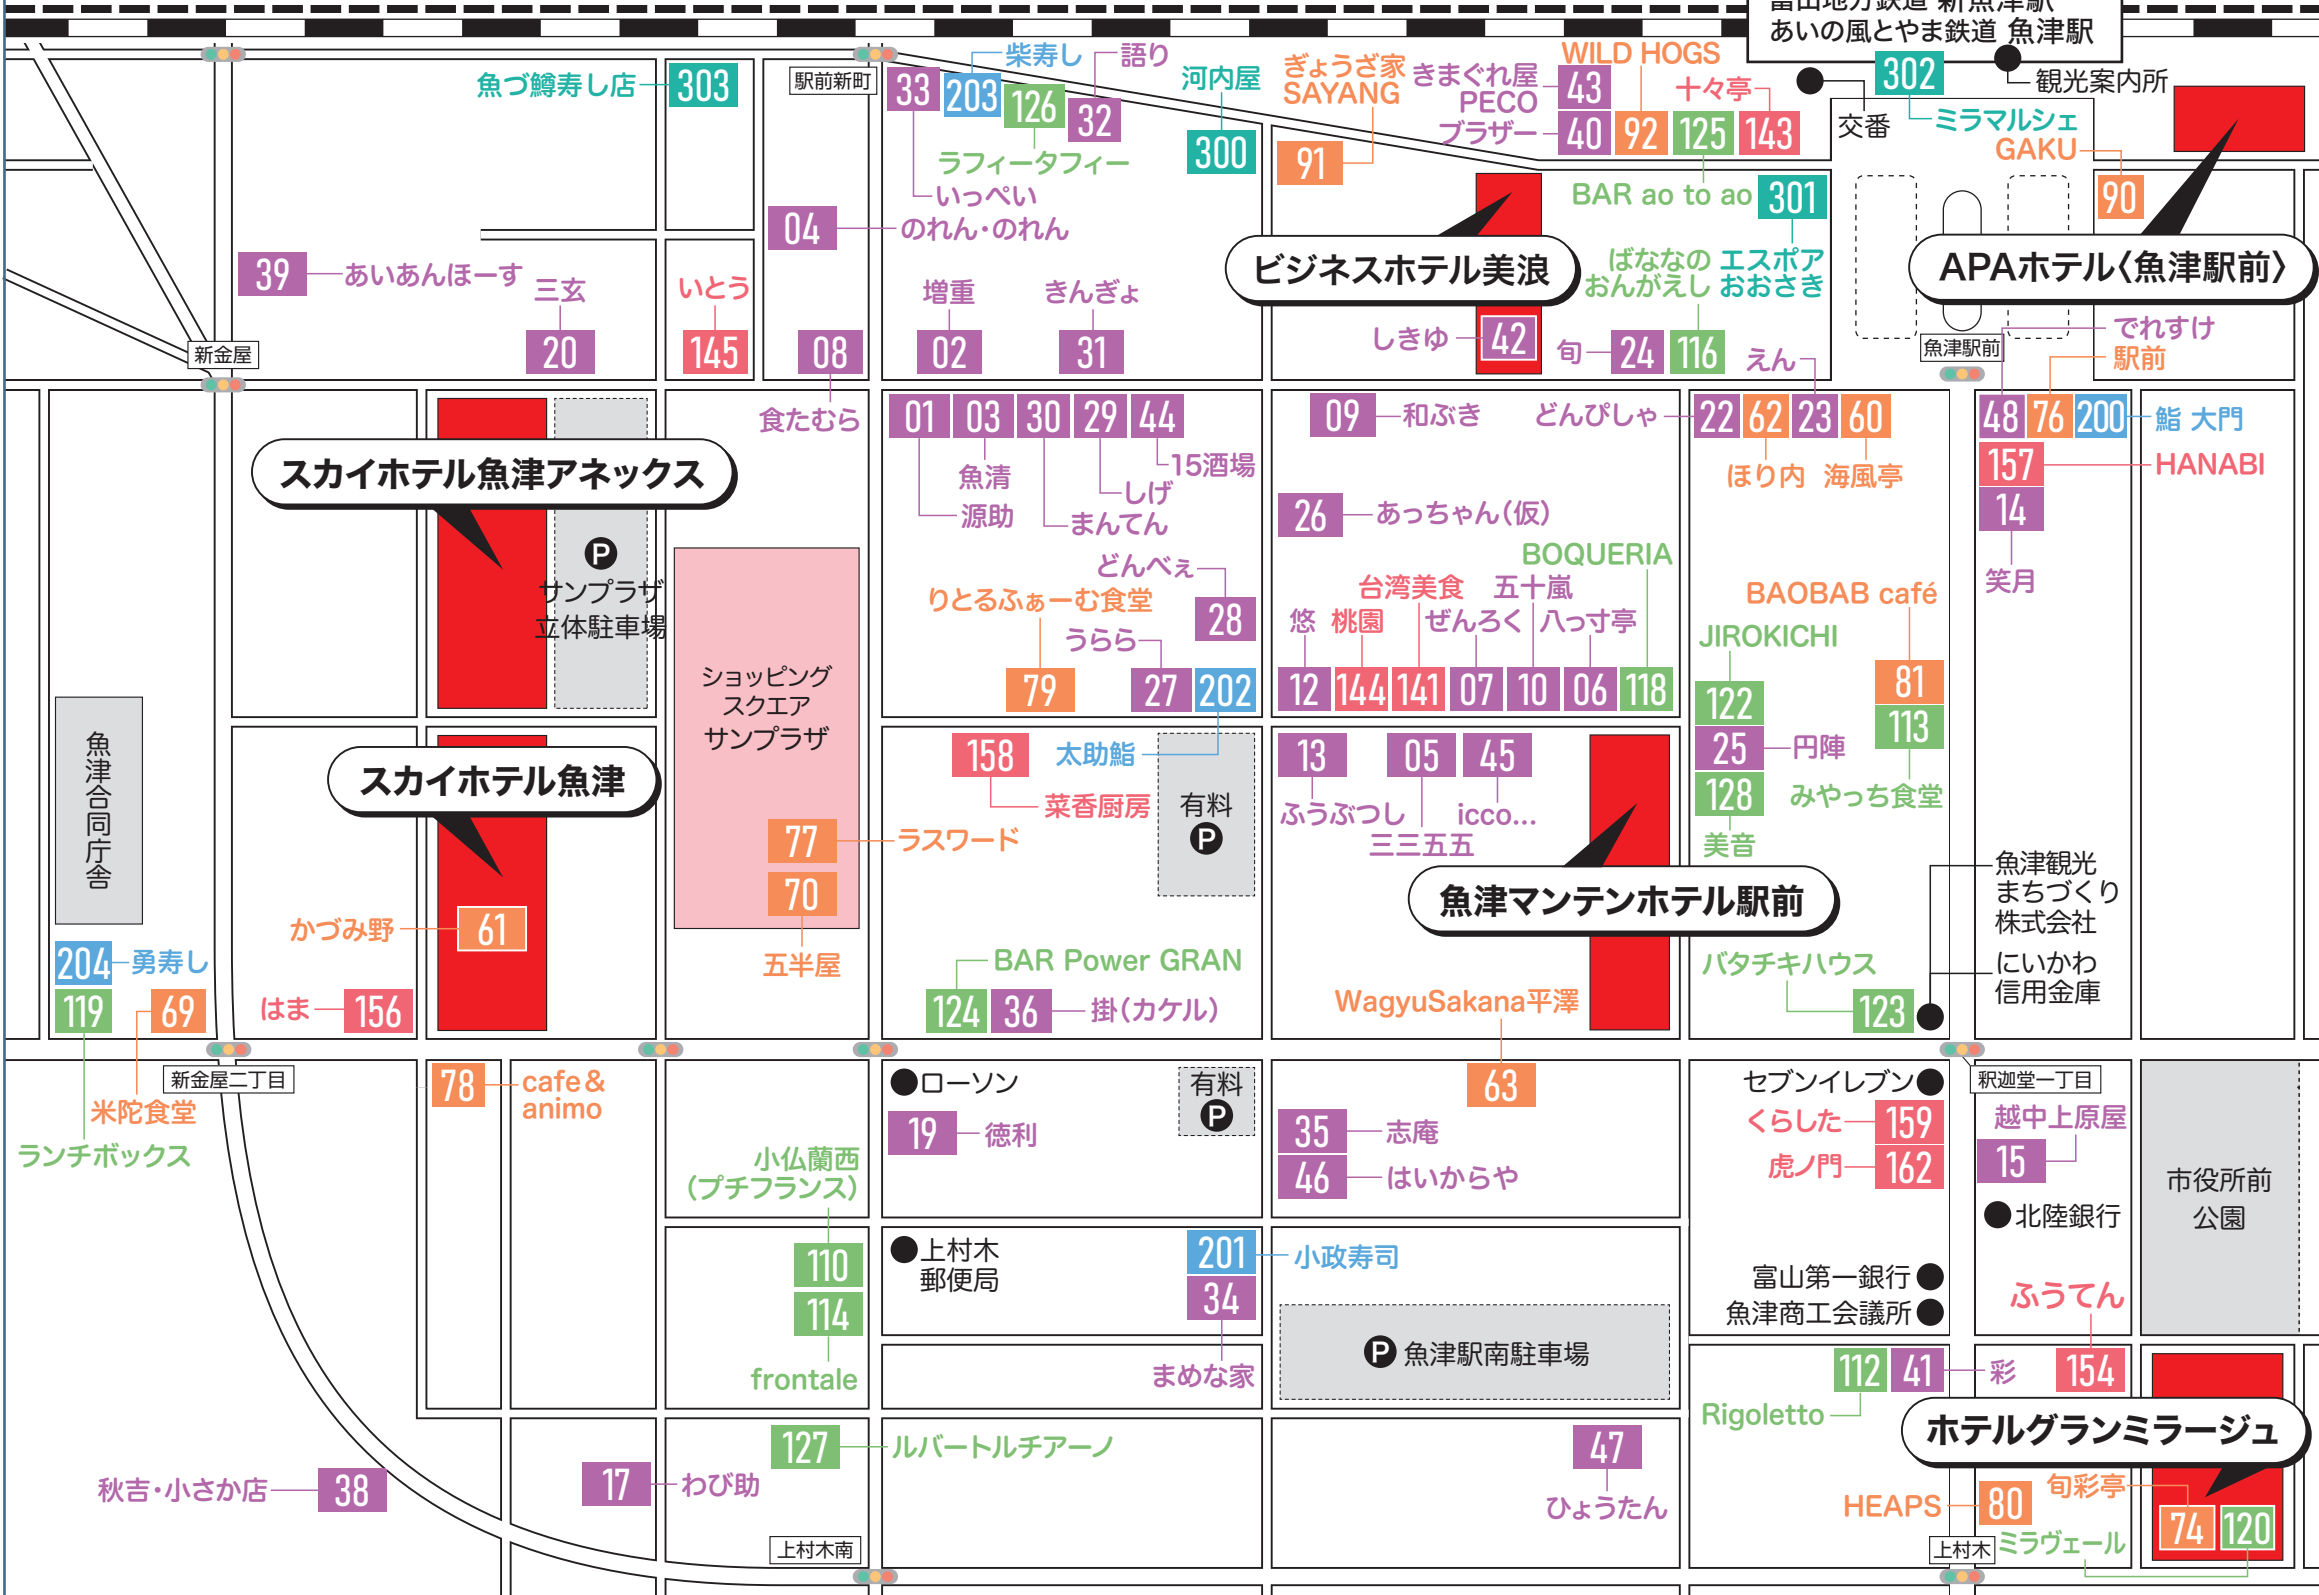 富山地方鉄道 新魚津駅
あいの風とやま鉄道 魚津駅
302
観光案内所
交番
ミラマルシェ
GAKU
90
魚づ鱒寿し店
303
駅前新町
33
203
柴寿し
126
32
語り
ラフィータフィー
いっぺい
河内屋
300
ぎょうざ家
SAYANG
91
きまぐれ屋
PECO
43
ブラザー
40
WILD HOGS
92
125
十々亭
143
BAR ao to ao
301
エスポア
おおさき
04
のれん・のれん
39
あいあんほーす
三玄
20
いとう
145
08
食たむら
増重
02
きんぎょ
31
ビジネスホテル美浪
しきゆ
42
旬
24
ばななの
おんがえし
116
えん
APAホテル〈魚津駅前〉
魚津駅前
でれすけ
駅前
新金屋
スカイホテル魚津アネックス
P
サンプラザ
立体駐車場
01
03
30
29
44
15酒場
魚清
しげ
源助
まんてん
09
和ぶき
どんぴしゃ
22
62
23
60
ほり内
海風亭
48
76
200
鮨 大門
157
HANABI
14
笑月
26
あっちゃん(仮)
どんべぇ
28
りとるふぁーむ食堂
79
うらら
27
202
太助鮨
BOQUERIA
台湾美食
五十嵐
悠
桃園
ぜんろく
八っ寸亭
12
144
141
07
10
06
118
BAOBAB café
81
JIROKICHI
122
113
みやっち食堂
25
円陣
128
美音
魚津合同庁舎
スカイホテル魚津
かづみ野
61
ショッピング
スクエア
サンプラザ
77
ラスワード
70
五半屋
158
菜香厨房
有料
P
13
05
45
ふうぶつし
三三五五
icco...
魚津マンテンホテル駅前
魚津観光
まちづくり
株式会社
にいかわ
信用金庫
バタチキハウス
123
204
勇寿し
119
69
はま
156
米陀食堂
ランチボックス
BAR Power GRAN
124
36
掛(カケル)
WagyuSakana平澤
63
新金屋二丁目
78
cafe&
animo
ローソン
19
徳利
有料
P
35
志庵
46
はいからや
セブンイレブン
くらした
159
虎ノ門
162
釈迦堂一丁目
越中上原屋
15
北陸銀行
市役所前
公園
小仏蘭西
(プチフランス)
110
114
frontale
上村木
郵便局
201
小政寿司
34
まめな家
P
魚津駅南駐車場
富山第一銀行
魚津商工会議所
ふうてん
154
112
41
彩
Rigoletto
ホテルグランミラージュ
秋吉・小さか店
38
17
わび助
127
ルバートルチアーノ
47
ひょうたん
HEAPS
80
旬彩亭
74
120
ミラヴェール
上村木南
上村木